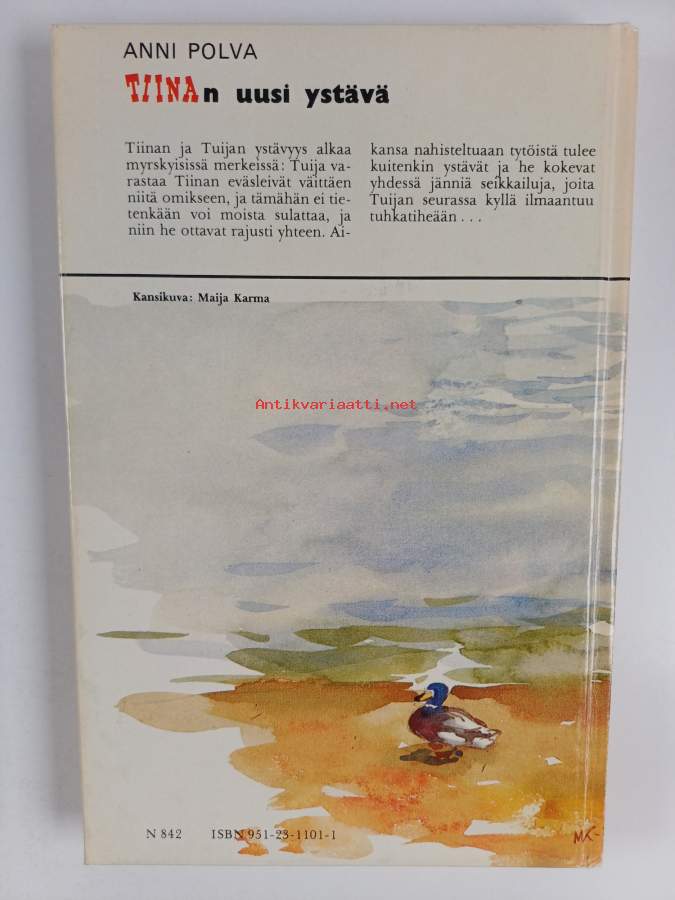 ANNI POLVA
TIINAn uusi ystävä
Tiinan ja Tuijan ystävyys alkaa
myrskyisissä merkeissä: Tuija va-
rastaa Tiinan eväsleivät väittäen
niitä omikseen, ja tämähän ei tie-
tenkään voi moista sulattaa, ja
niin he ottavat rajusti yhteen. Ai-
kansa nahisteltuaan tytöistä tulee
kuitenkin ystävät ja he kokevat
yhdessä jänniä seikkailuja, joita
Tuijan seurassa kyllä ilmaantuu
tuhkatiheään . . .
Kansikuva: Maija Karma
Antikvariaatti.net
N 842 ISBN 951-23-1101-1
MK